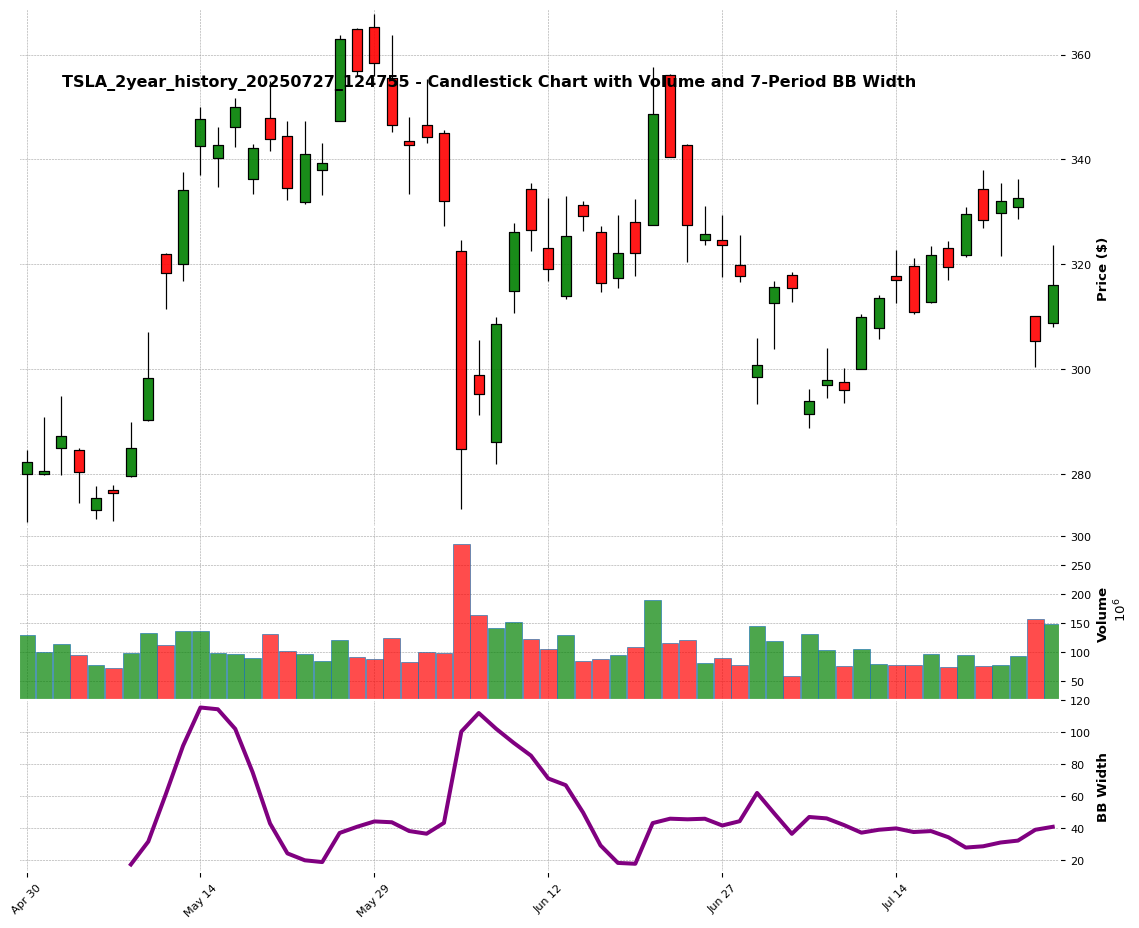 TSLA_2year_history_20250727_124755 - Candlestick Chart with Volume and 7-Period BB Width
360
340
320
300
280
Price ($)
300
250
200
150
100
50
Volume
10^6
120
100
80
60
40
20
BB Width
Apr 30
May 14
May 29
Jun 12
Jun 27
Jul 14